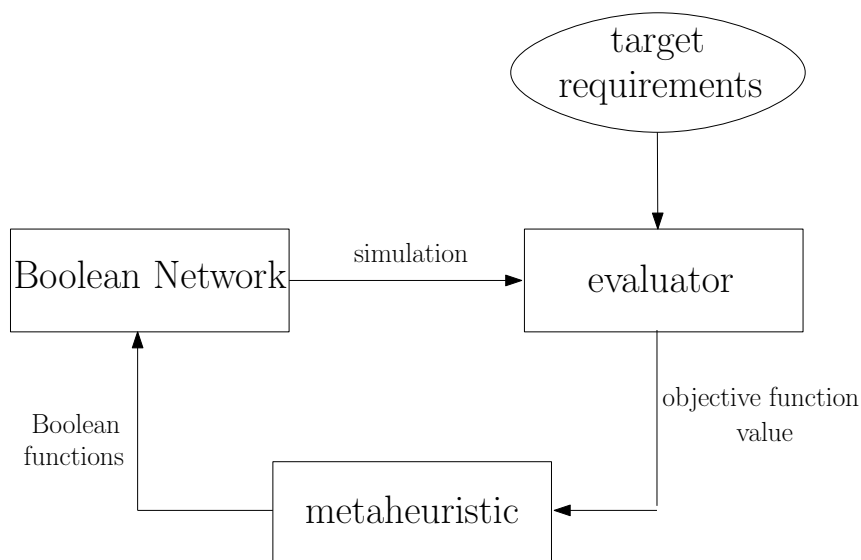 target
requirements
Boolean Network
simulation
evaluator
Boolean
functions
objective function
value
metaheuristic